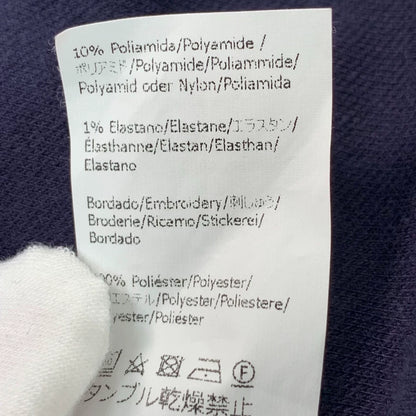 10% Poliamida/Polyamide/
ポリアミド/Polyamide/Poliammide/
Polyamid oder Nylon/Poliamida
1% Elastano/Elastane/エラスタン/
Élasthanne/Elastan/Elasthan/
Elastano
Bordado/Embroidery/刺しゅう/
Broderie/Ricamo/Stickerei/
Bordado
Poliéster/Polyester/
エステル/Polyester/Poliestere/
Polyester/Poliéster
F
タンブル乾燥禁止